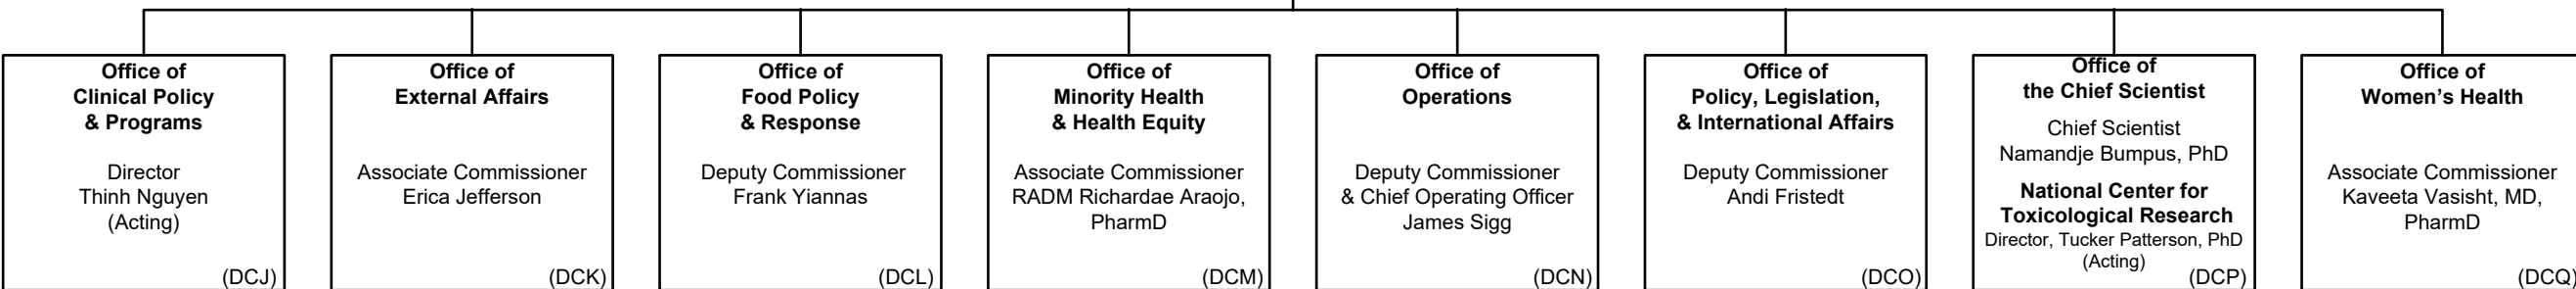 Office of
Clinical Policy
& Programs
Director
Thinh Nguyen
(Acting)
(DCJ)
Office of
External Affairs
Associate Commissioner
Erica Jefferson
(DCK)
Office of
Food Policy
& Response
Deputy Commissioner
Frank Yiannas
(DCL)
Office of
Minority Health
& Health Equity
Associate Commissioner
RADM Richardae Araojo,
PharmD
(DCM)
Office of
Operations
Deputy Commissioner
& Chief Operating Officer
James Sigg
(DCN)
Office of
Policy, Legislation,
& International Affairs
Deputy Commissioner
Andi Fristedt
(DCO)
Office of
the Chief Scientist
Chief Scientist
Namandje Bumpus, PhD
National Center for
Toxicological Research
Director, Tucker Patterson, PhD
(Acting)
(DCP)
Office of
Women’s Health
Associate Commissioner
Kaveeta Vasisht, MD,
PharmD
(DCQ)